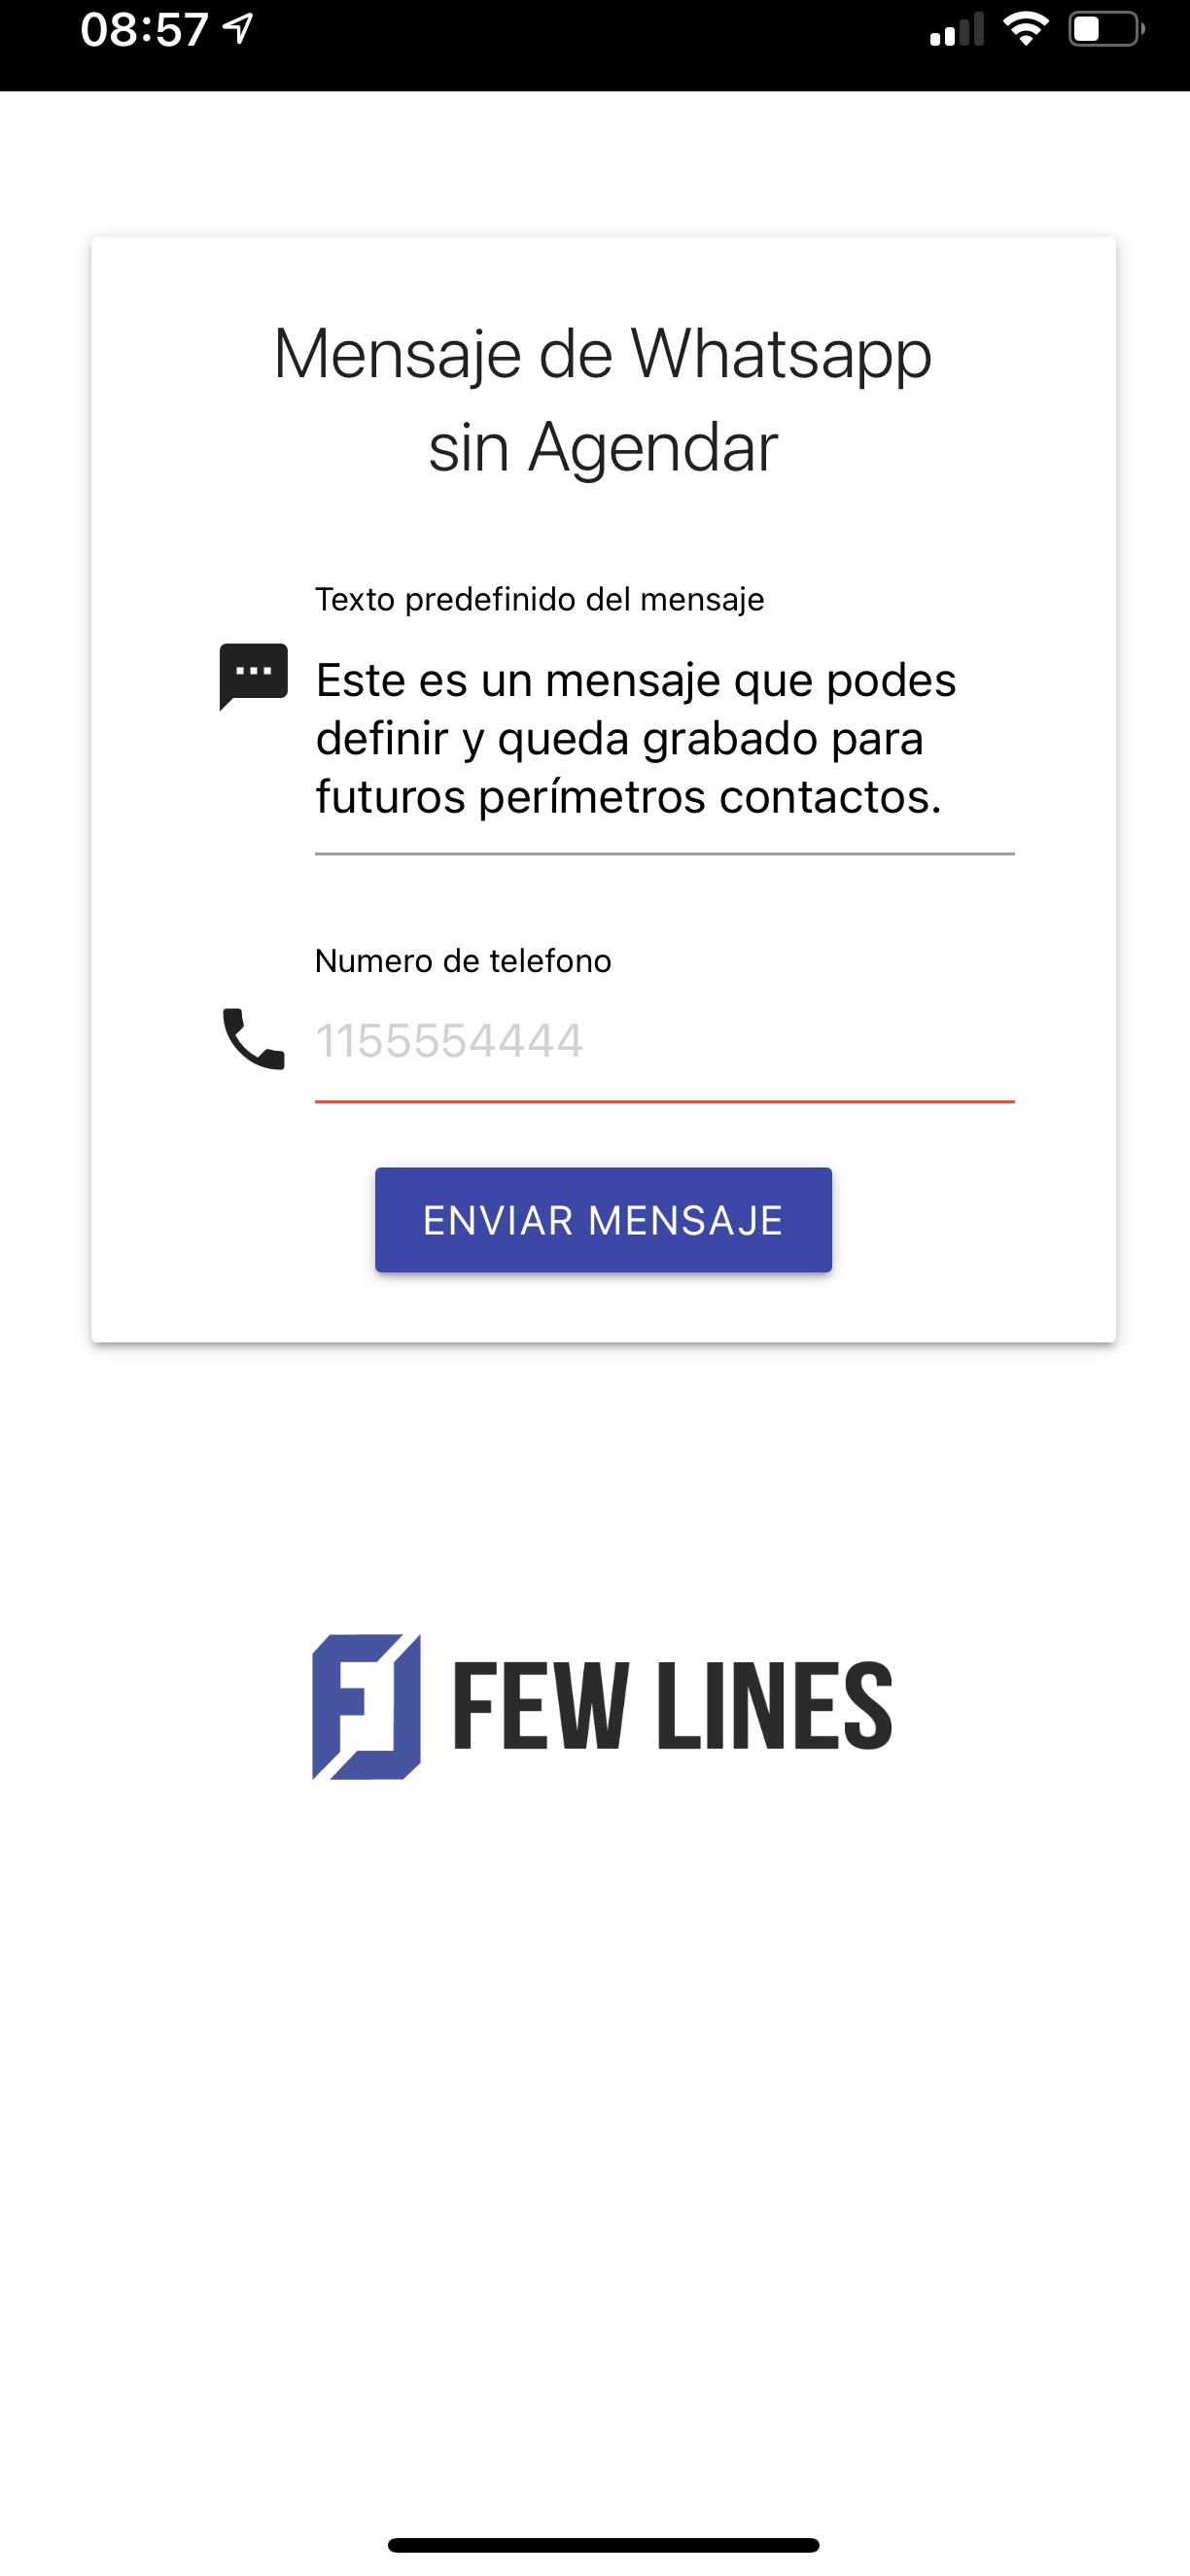 08:57
Mensaje de Whatsapp
sin Agendar
Texto predefinido del mensaje
Este es un mensaje que podes
definir y queda grabado para
futuros perímetros contactos.
Numero de telefono
1155554444
ENVIAR MENSAJE
FEW LINES